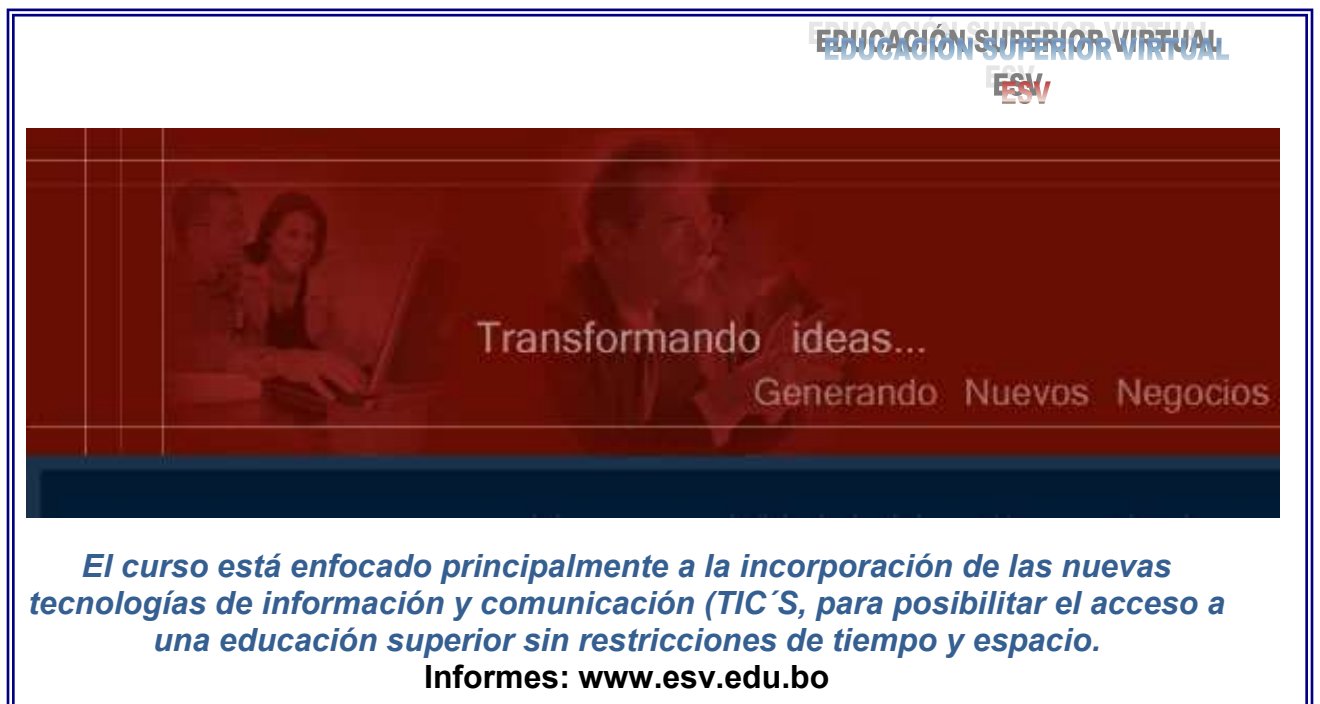 EDUCACIÓN SUPERIOR VIRTUAL
ESV
Transformando ideas...
Generando Nuevos Negocios
El curso está enfocado principalmente a la incorporación de las nuevas
tecnologías de información y comunicación (TIC´S, para posibilitar el acceso a
una educación superior sin restricciones de tiempo y espacio.
Informes: www.esv.edu.bo